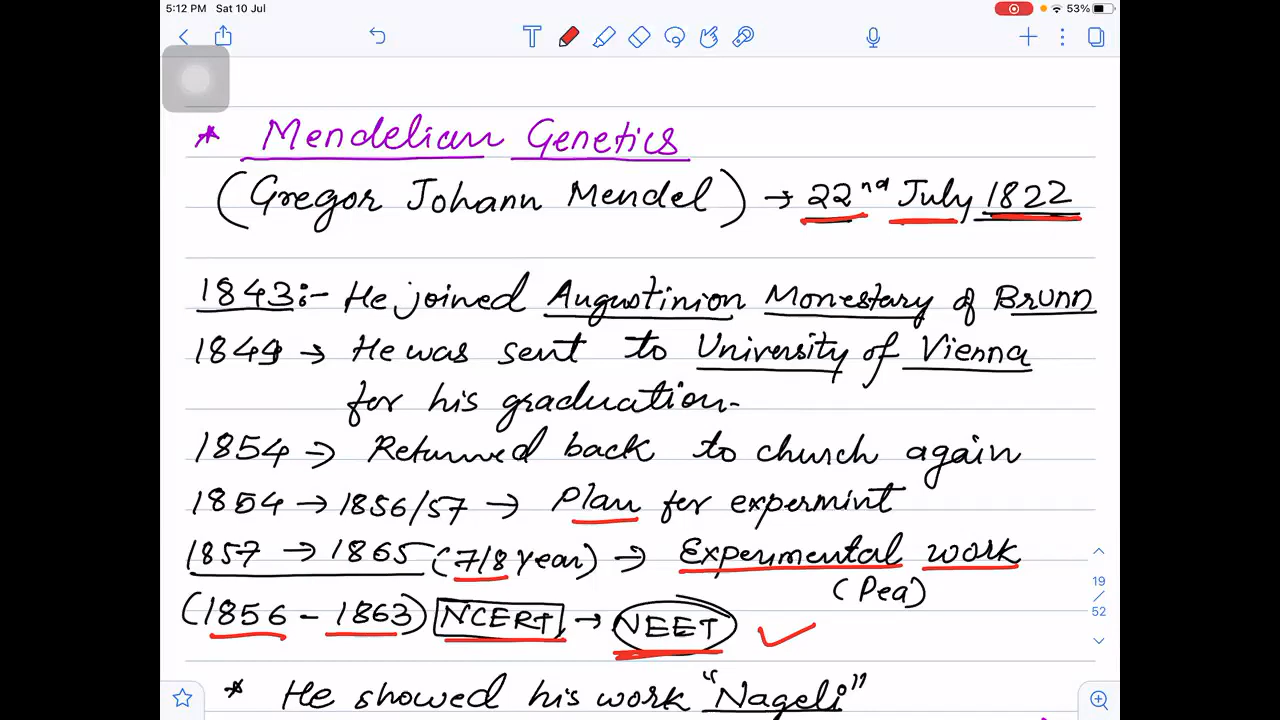 5:12 PM Sat 10 Jul 53%
* Mendelian Genetics
(Gregor Johann Mendel) → 22nd July 1822
1843:- He joined Augustinion Monestary of Brunn
1849 → He was sent to University of Vienna
for his graduation.
1854 → Returned back to church again
1854 → 1856/57 → Plan for expermint
1857 → 1865 (7/8 year) → Expermental work
(Pea)
(1856 - 1863) NCERT → NEET ✓
* He showed his work "Nageli"
19
/
52